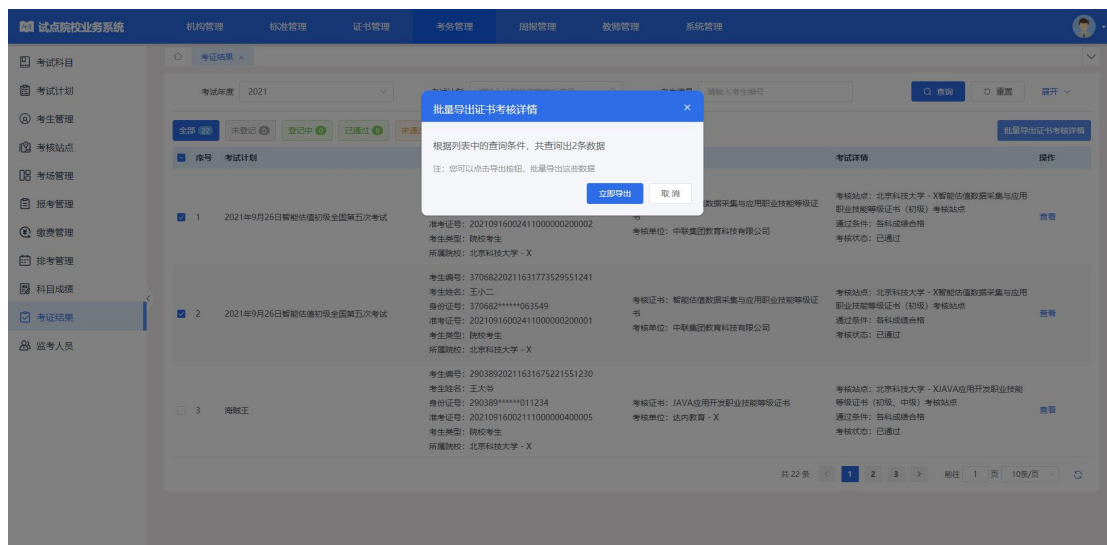 试点院校业务系统
机构管理 标准管理 证书管理 考务管理 周报管理 教师管理 系统管理
考试科目
考试计划
考生管理
考核站点
考场管理
报考管理
缴费管理
排考管理
科目成绩
考证结果
监考人员
考证结果 ×
考试年度 2021
请输入考生编号
查询 重置 展开
全部 22 未登记 0 登记中 0 已通过 0
批量导出证书考核详情
序号 考试计划 考试详情 操作
批量导出证书考核详情 ×
根据列表中的查询条件，共查询出2条数据
注：您可以点击导出按钮，批量导出这些数据
立即导出 取 消
1 2021年9月26日智能估值初级全国第五次考试
准考证号：20210916002411000000200002
考生类型：院校考生
所属院校：北京科技大学 - X
数据采集与应用职业技能等级证
书
考核单位：中联集团教育科技有限公司
考核站点：北京科技大学 - X智能估值数据采集与应用
职业技能等级证书（初级）考核站点
通过条件：各科成绩合格
考核状态：已通过
查看
2 2021年9月26日智能估值初级全国第五次考试
考生编号：37068220211631773529551241
考生姓名：王小二
身份证号：370682******063549
准考证号：20210916002411000000200001
考生类型：院校考生
所属院校：北京科技大学 - X
考核证书：智能估值数据采集与应用职业技能等级证
书
考核单位：中联集团教育科技有限公司
考核站点：北京科技大学 - X智能估值数据采集与应用
职业技能等级证书（初级）考核站点
通过条件：各科成绩合格
考核状态：已通过
查看
3 海贼王
考生编号：29038920211631675221551230
考生姓名：王大爷
身份证号：290389******011234
准考证号：20210916002111000000400005
考生类型：院校考生
所属院校：北京科技大学 - X
考核证书：JAVA应用开发职业技能等级证书
考核单位：达内教育 - X
考核站点：北京科技大学 - XJAVA应用开发职业技能
等级证书（初级、中级）考核站点
通过条件：各科成绩合格
考核状态：已通过
查看
共 22 条 1 2 3 前往 1 页 10条/页